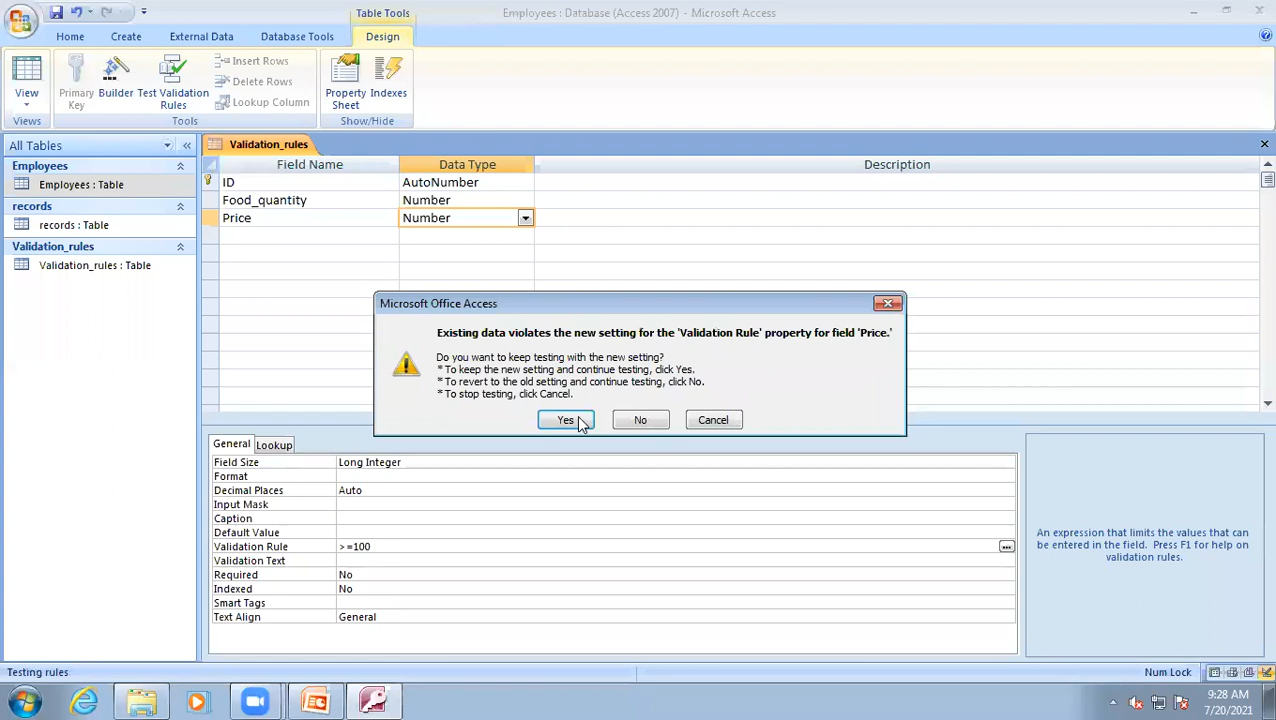 Table Tools
Employees : Database (Access 2007) - Microsoft Access
Home
Create
External Data
Database Tools
Design
View
Primary Key
Builder
Test Validation Rules
Insert Rows
Delete Rows
Lookup Column
Property Sheet
Indexes
Views
Tools
Show/Hide
All Tables
Employees
Employees : Table
records
records : Table
Validation_rules
Validation_rules : Table
Validation_rules
Field Name Data Type Description
ID AutoNumber
Food_quantity Number
Price Number
Microsoft Office Access
Existing data violates the new setting for the 'Validation Rule' property for field 'Price.'
Do you want to keep testing with the new setting?
* To keep the new setting and continue testing, click Yes.
* To revert to the old setting and continue testing, click No.
* To stop testing, click Cancel.
Yes No Cancel
General Lookup
Field Size Long Integer
Format
Decimal Places Auto
Input Mask
Caption
Default Value
Validation Rule >=100
Validation Text
Required No
Indexed No
Smart Tags
Text Align General
An expression that limits the values that can
be entered in the field. Press F1 for help on
validation rules.
Testing rules
Num Lock
9:28 AM
7/20/2021